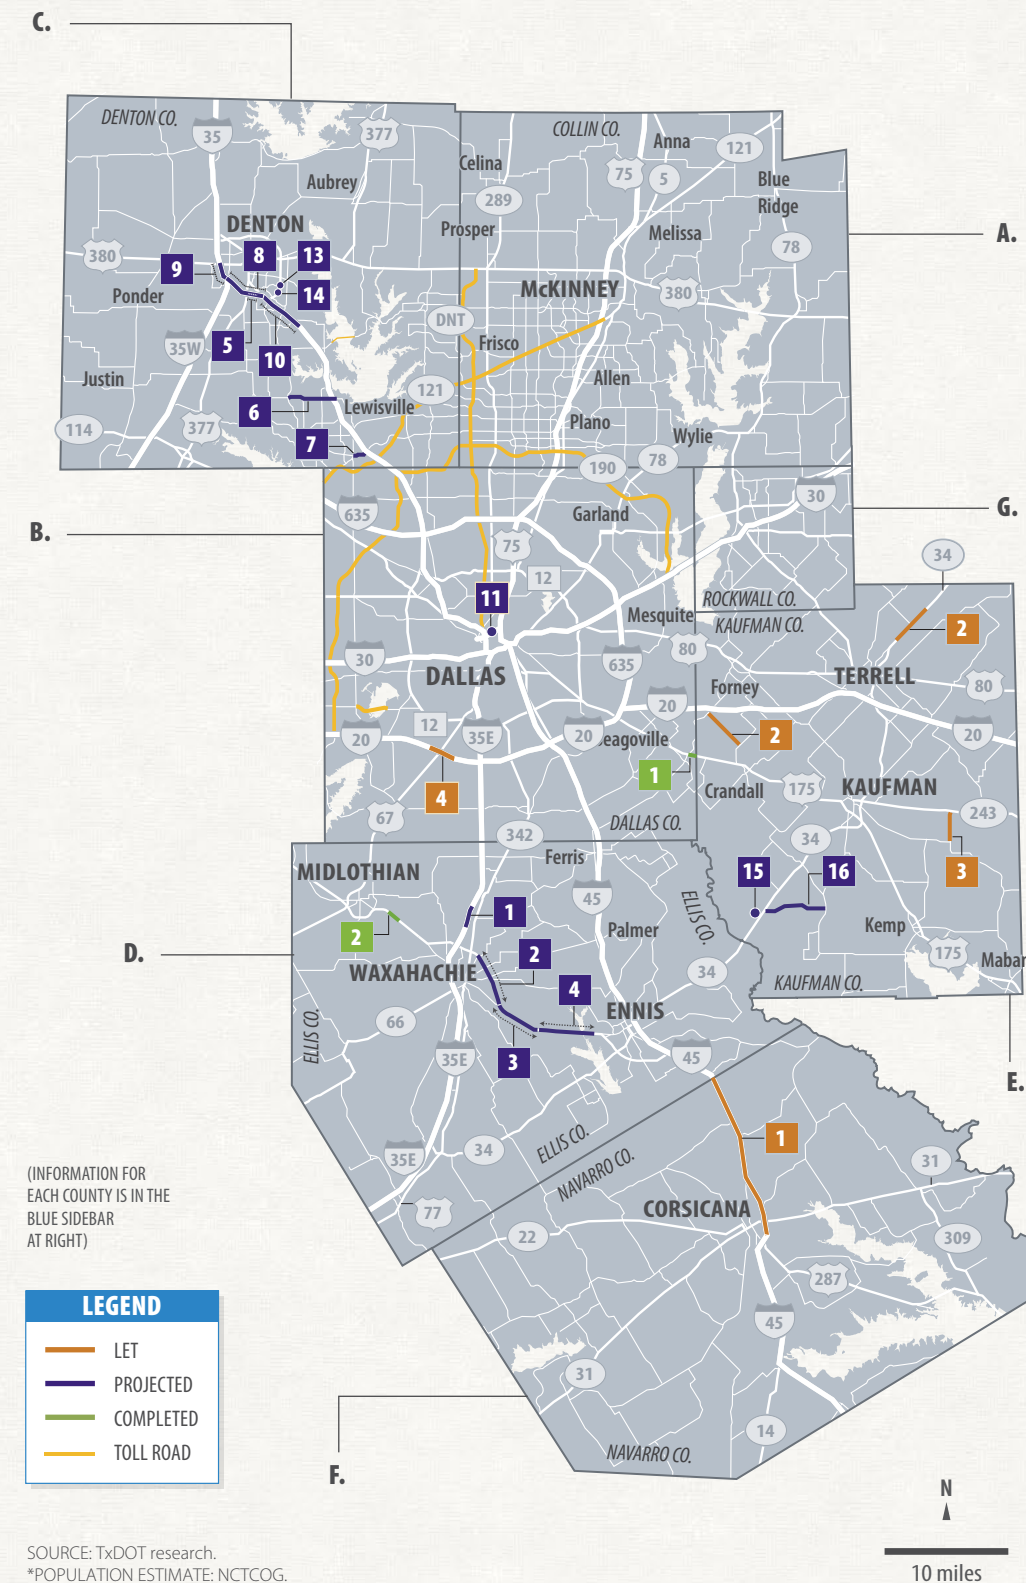 C.
DENTON CO.
35
377
COLLIN CO.
Anna
121
Celina
75
5
Blue
Ridge
Aubrey
289
DENTON
Prosper
Melissa
78
A.
380
9
8
13
Ponder
14
McKINNEY
380
DNT
35W
5
10
Frisco
Justin
Allen
121
6
Lewisville
114
377
Plano
7
Wylie
190
78
B.
635
30
G.
Garland
75
34
12
11
ROCKWALL CO.
Mesquite
KAUFMAN CO.
2
80
30
635
DALLAS
TERRELL
Forney
80
20
12
20
35E
20
eagoville
2
20
1
4
Crandall
175
KAUFMAN
67
DALLAS CO.
243
342
34
MIDLOTHIAN
Ferris
15
16
3
45
ELLIS CO.
1
2
Palmer
Kemp
D.
2
WAXAHACHIE
34
175
Maban
4
KAUFMAN CO.
66
ENNIS
ELLIS CO.
35E
3
45
E.
1
35E
34
ELLIS CO.
NAVARRO CO.
31
(INFORMATION FOR
EACH COUNTY IS IN THE
BLUE SIDEBAR
AT RIGHT)
77
CORSICANA
22
309
287
LEGEND
LET
PROJECTED
COMPLETED
TOLL ROAD
45
31
14
F.
NAVARRO CO.
N
SOURCE: TxDOT research.
*POPULATION ESTIMATE: NCTCOG.
10 miles